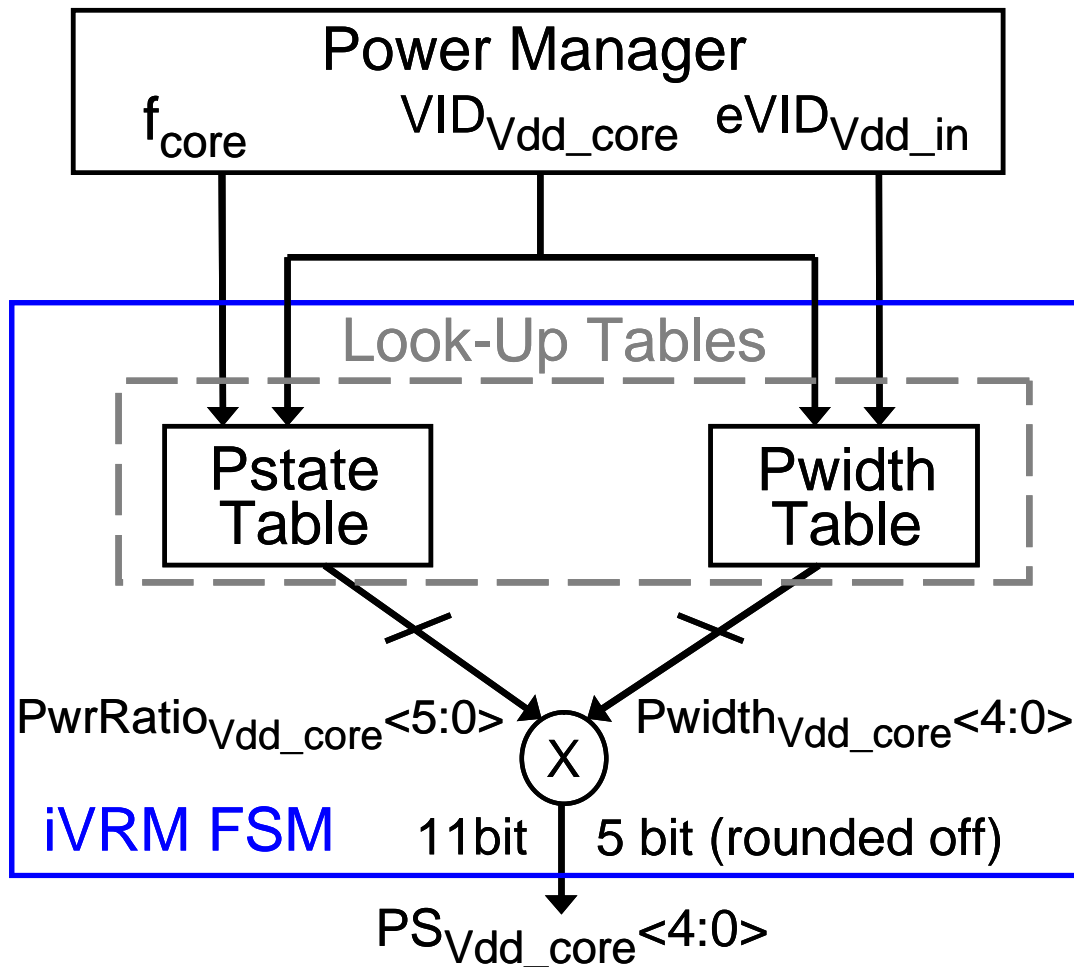 Power Manager
f_core VID_Vdd_core eVID_Vdd_in
Look-Up Tables
Pstate Pwidth
Table Table
PwrRatio_Vdd_core<5:0> Pwidth_Vdd_core<4:0>
X
iVRM FSM 11bit 5 bit (rounded off)
PS_Vdd_core<4:0>